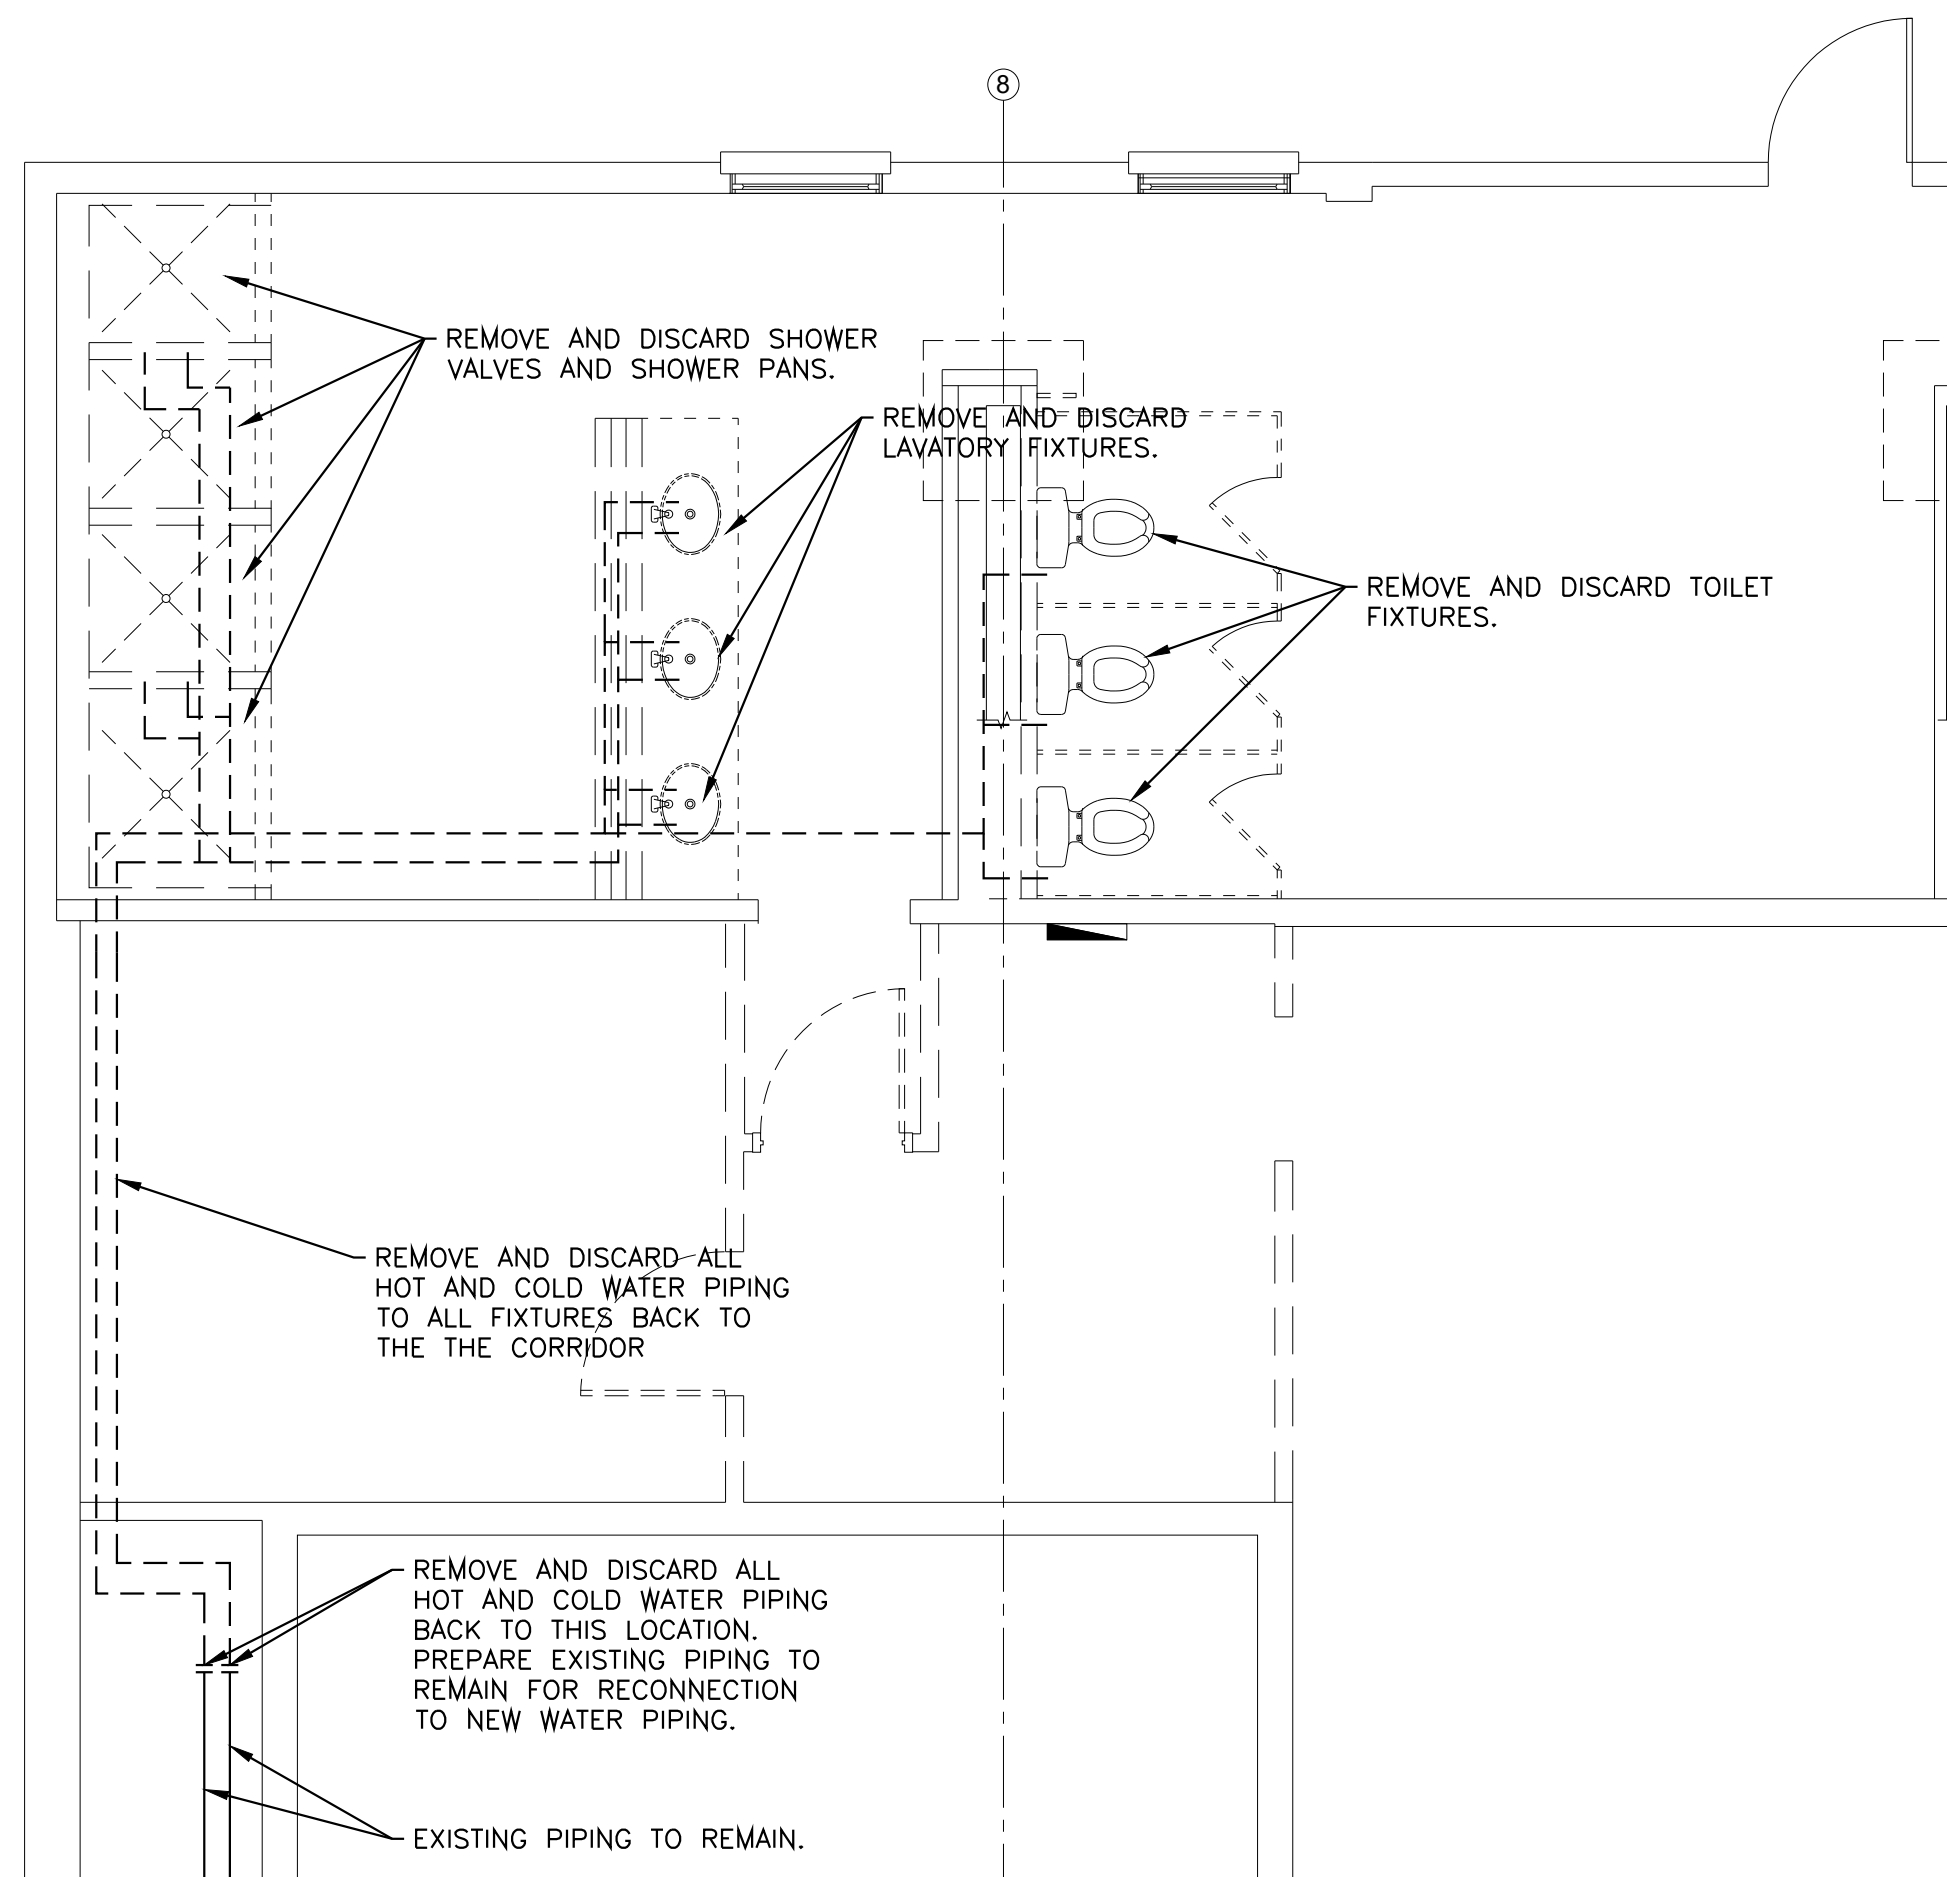 8
REMOVE AND DISCARD SHOWER
VALVES AND SHOWER PANS.
REMOVE AND DISCARD
LAVATORY FIXTURES.
REMOVE AND DISCARD TOILET
FIXTURES.
REMOVE AND DISCARD ALL
HOT AND COLD WATER PIPING
TO ALL FIXTURES BACK TO
THE THE CORRIDOR
REMOVE AND DISCARD ALL
HOT AND COLD WATER PIPING
BACK TO THIS LOCATION.
PREPARE EXISTING PIPING TO
REMAIN FOR RECONNECTION
TO NEW WATER PIPING.
EXISTING PIPING TO REMAIN.